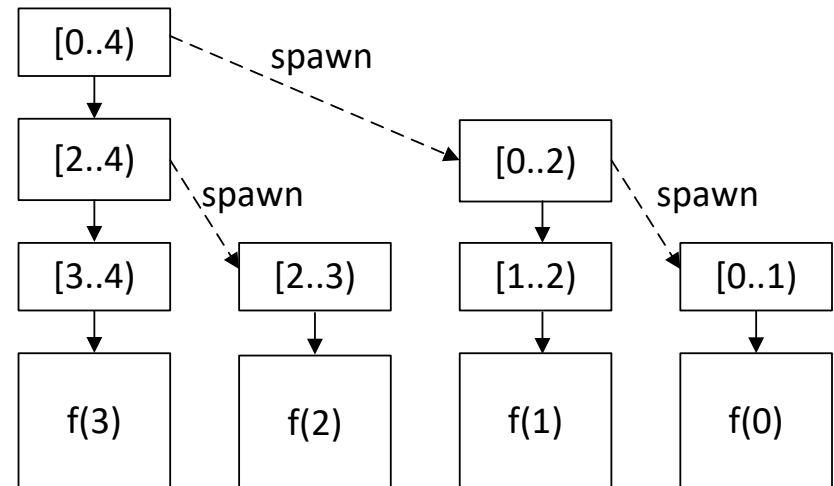 [0..4)
spawn
[2..4)
[0..2)
spawn
spawn
[3..4)
[2..3)
[1..2)
[0..1)
f(3)
f(2)
f(1)
f(0)